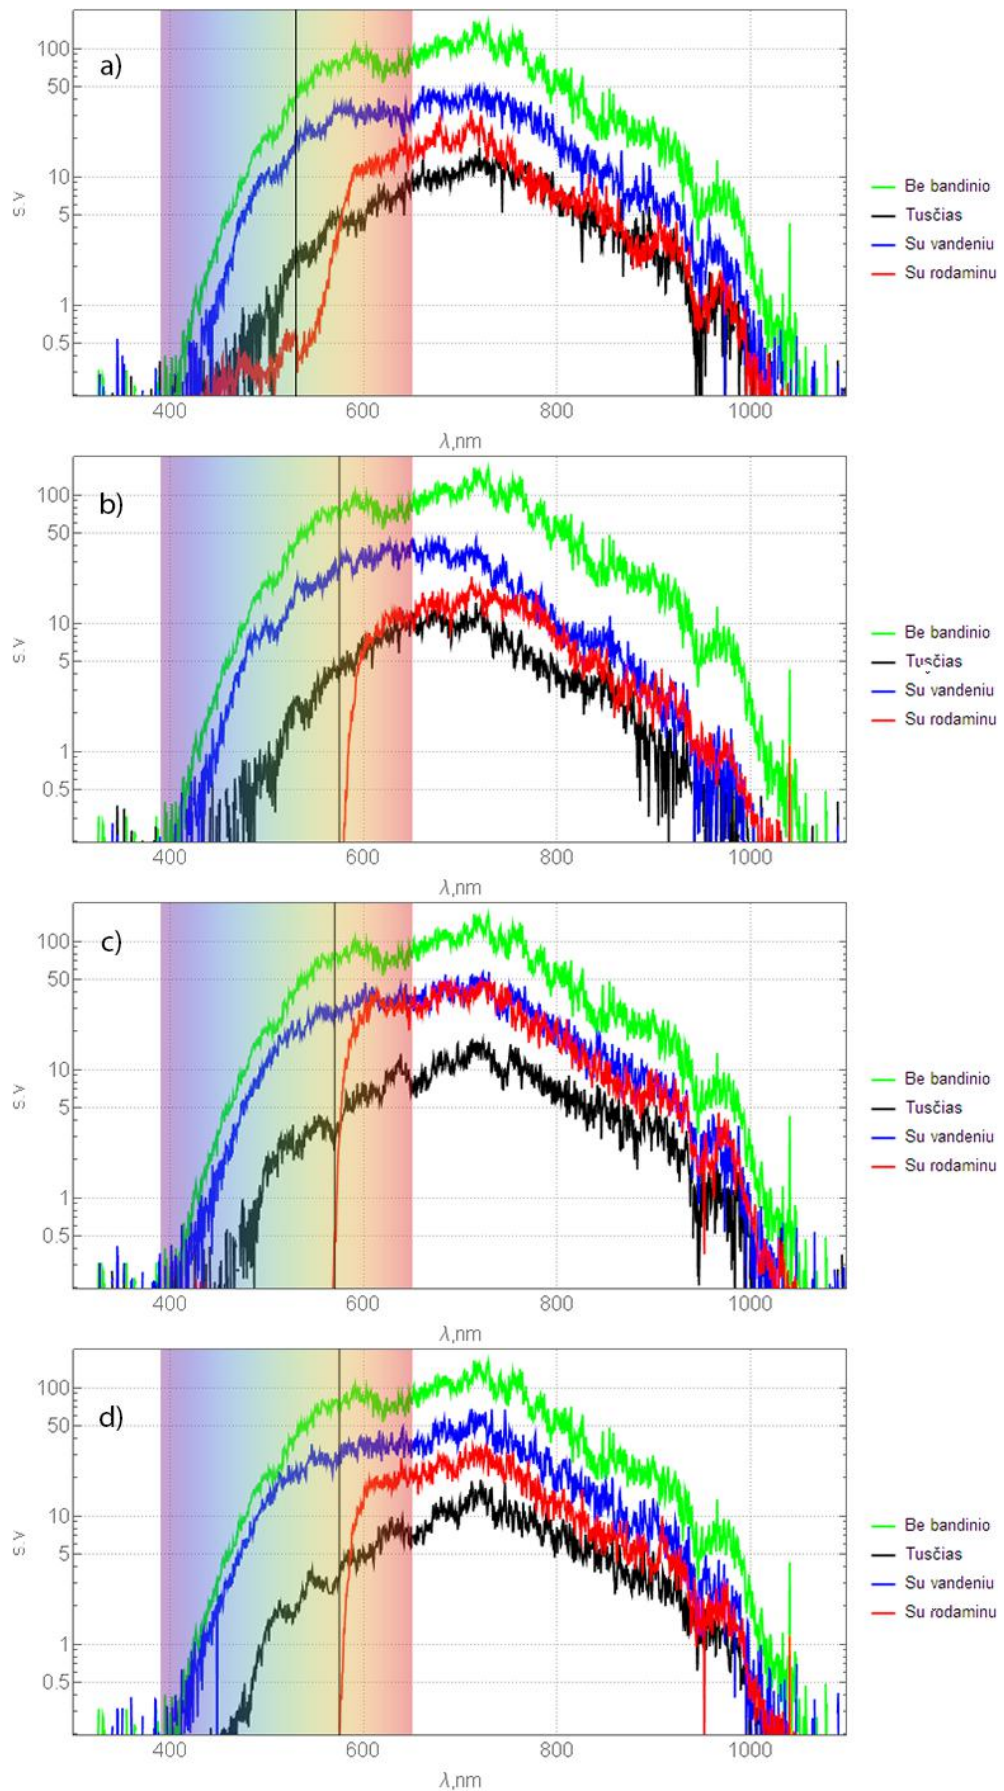 a)
100
50
10
5
1
0.5
s.v
400 600 800 1000
λ,nm
Be bandinio
Tuščias
Su vandeniu
Su rodaminu
b)
100
50
10
5
1
0.5
s.v
400 600 800 1000
λ,nm
Be bandinio
Tuščias
Su vandeniu
Su rodaminu
c)
100
50
10
5
1
0.5
s.v
400 600 800 1000
λ,nm
Be bandinio
Tuščias
Su vandeniu
Su rodaminu
d)
100
50
10
5
1
0.5
s.v
400 600 800 1000
λ,nm
Be bandinio
Tuščias
Su vandeniu
Su rodaminu